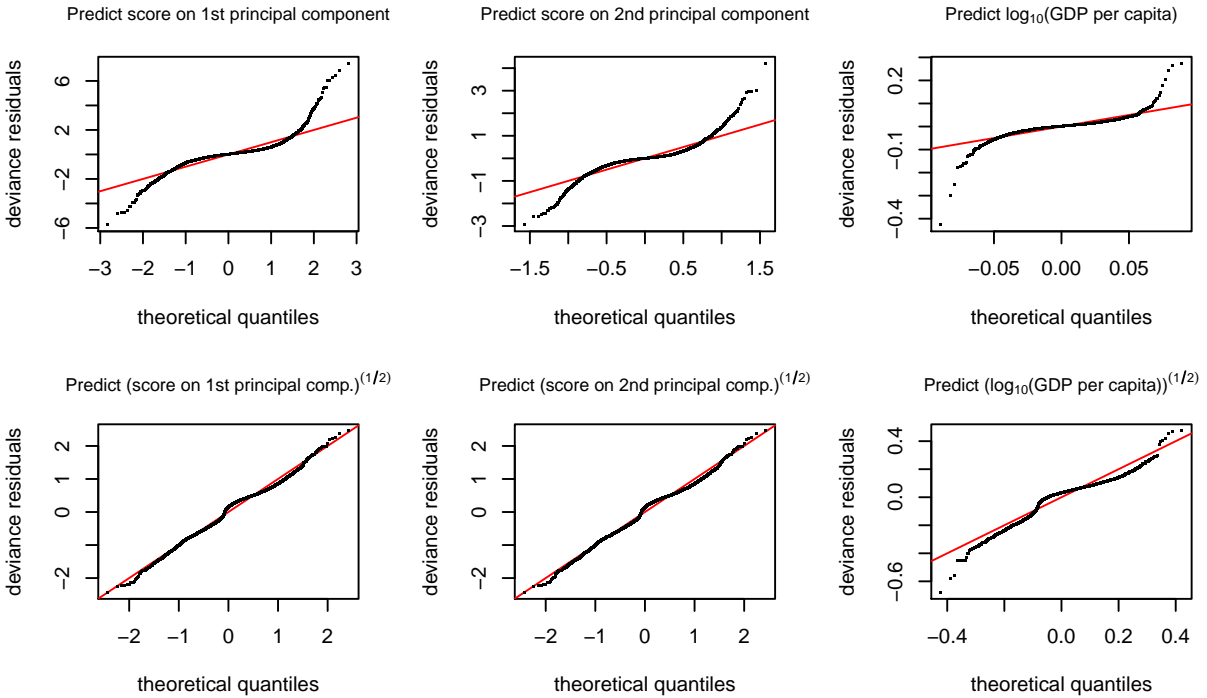 Predict score on 1st principal component
Predict score on 2nd principal component
Predict log10(GDP per capita)
deviance residuals
6
2
−2
−6
−3 −2 −1 0 1 2 3
theoretical quantiles
deviance residuals
3
1
−1
−3
−1.5 −0.5 0.5 1.5
theoretical quantiles
deviance residuals
0.2
−0.1
−0.4
−0.05 0.00 0.05
theoretical quantiles
Predict (score on 1st principal comp.)(1/2)
Predict (score on 2nd principal comp.)(1/2)
Predict (log10(GDP per capita))(1/2)
deviance residuals
2
1
0
−2
−2 −1 0 1 2
theoretical quantiles
deviance residuals
2
1
0
−2
−2 −1 0 1 2
theoretical quantiles
deviance residuals
0.4
0.0
−0.6
−0.4 0.0 0.2 0.4
theoretical quantiles